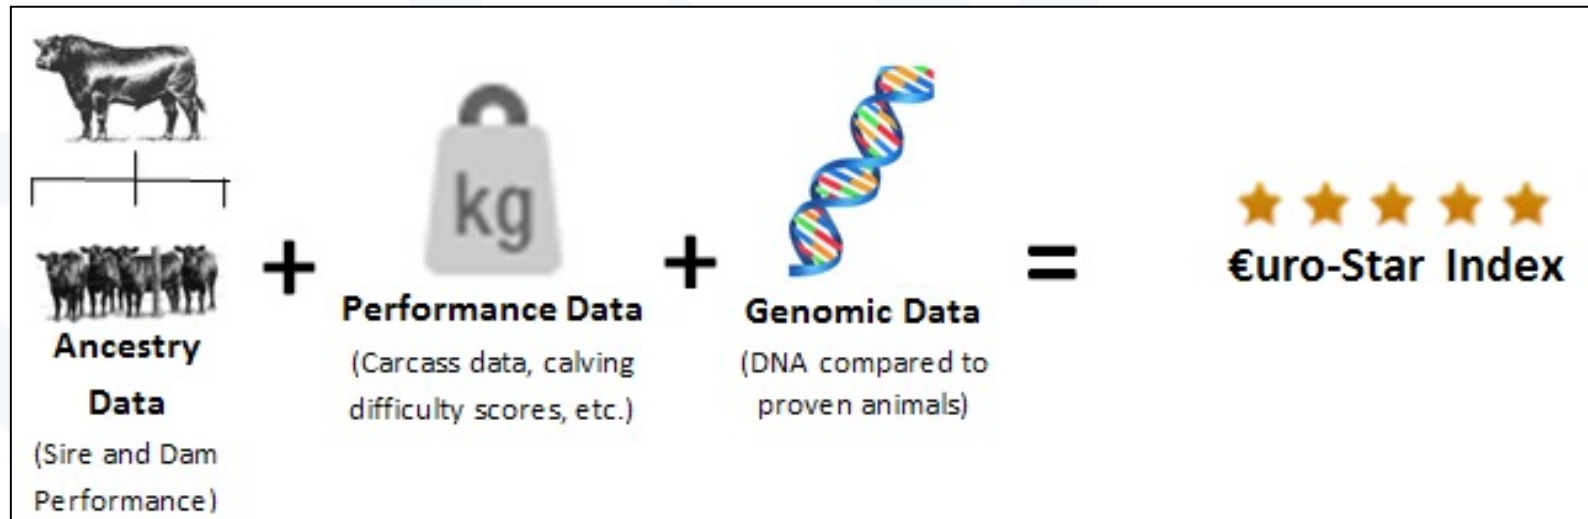 Ancestry
Data
(Sire and Dam
Performance)
+
kg
Performance Data
(Carcass data, calving
difficulty scores, etc.)
+
Genomic Data
(DNA compared to
proven animals)
=
€uro-Star Index